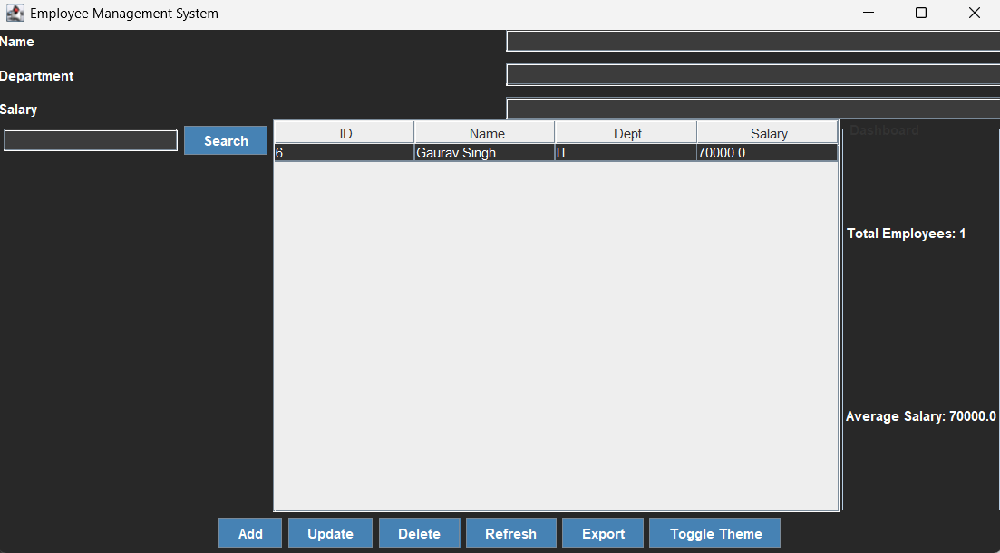 Employee Management System
Name
Department
Salary
Search
ID Name Dept Salary
6 Gaurav Singh IT 70000.0
Dashboard
Total Employees: 1
Average Salary: 70000.0
Add Update Delete Refresh Export Toggle Theme